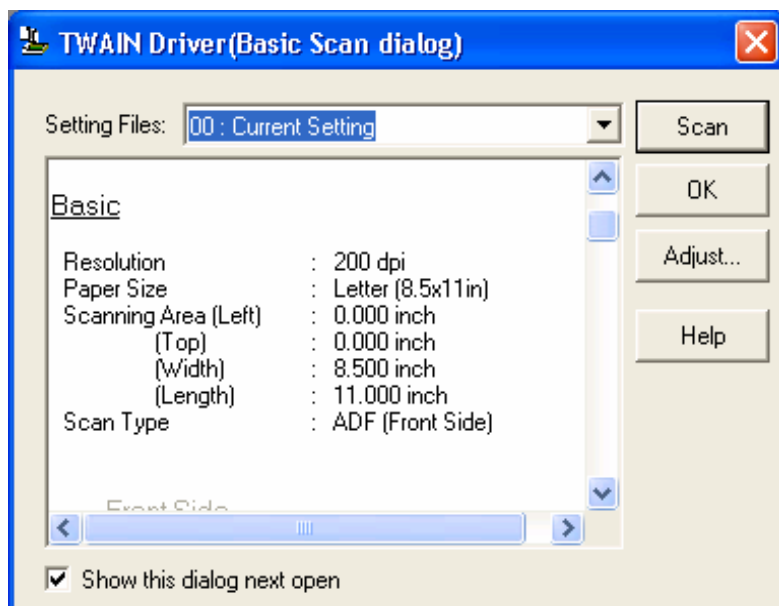 TWAIN Driver(Basic Scan dialog)
Setting Files: 00 : Current Setting
Scan
OK
Adjust...
Help
Basic
Resolution : 200 dpi
Paper Size : Letter (8.5x11in)
Scanning Area (Left) : 0.000 inch
(Top) : 0.000 inch
(Width) : 8.500 inch
(Length) : 11.000 inch
Scan Type : ADF (Front Side)
Front Side
Show this dialog next open